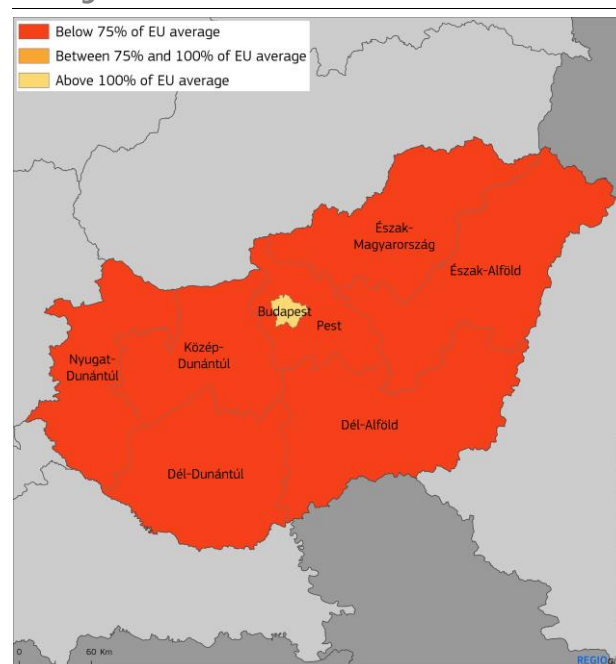 Below 75% of EU average
Between 75% and 100% of EU average
Above 100% of EU average
Észak-
Magyarország
Észak-Alföld
Budapest
Pest
Közép-
Dunántúl
Nyugat-
Dunántúl
Dél-Alföld
Dél-Dunántúl
0
60 Km
REGIO